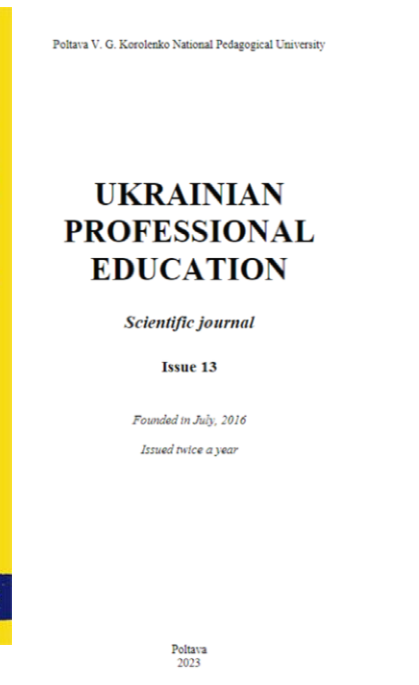 Poltava V. G. Korolenko National Pedagogical University
UKRAINIAN
PROFESSIONAL
EDUCATION
Scientific journal
Issue 13
Founded in July, 2016
Issued twice a year
Poltava
2023